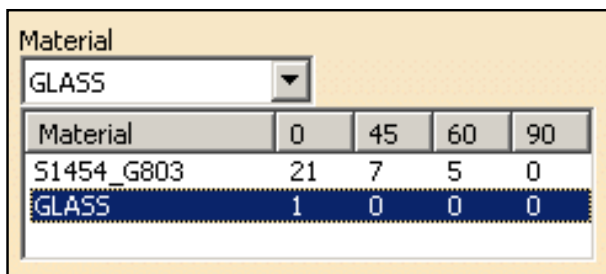 Material
GLASS
Material 0 45 60 90
S1454_G803 21 7 5 0
GLASS 1 0 0 0